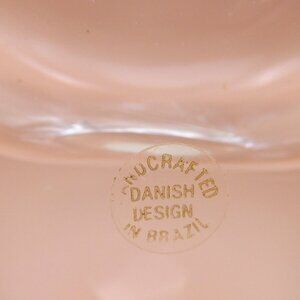 HANDCRAFTED
DANISH
DESIGN
IN BRAZIL